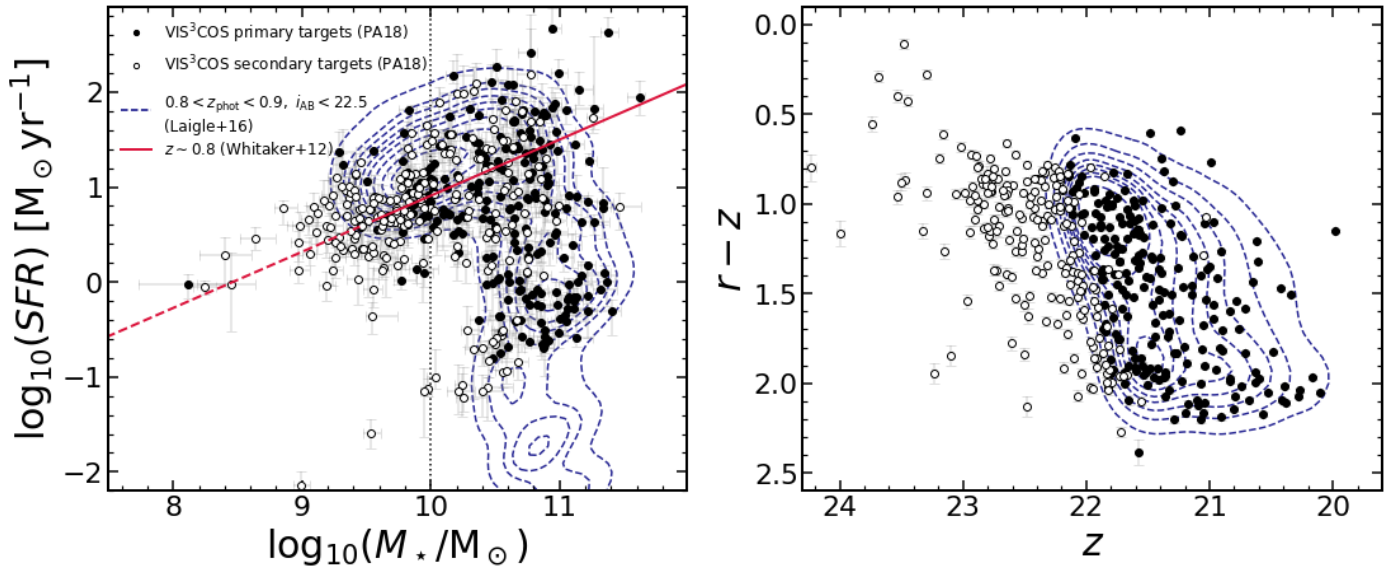 VIS³COS primary targets (PA18)
VIS³COS secondary targets (PA18)
0.8 < z_phot < 0.9, i_AB < 22.5
(Laigle+16)
z ~ 0.8 (Whitaker+12)
log₁₀(SFR) [M⊙ yr⁻¹]
2
1
0
−1
−2
8
9
10
11
log₁₀(M⋆/M⊙)
r − z
0.0
0.5
1.0
1.5
2.0
2.5
24
23
22
21
20
z